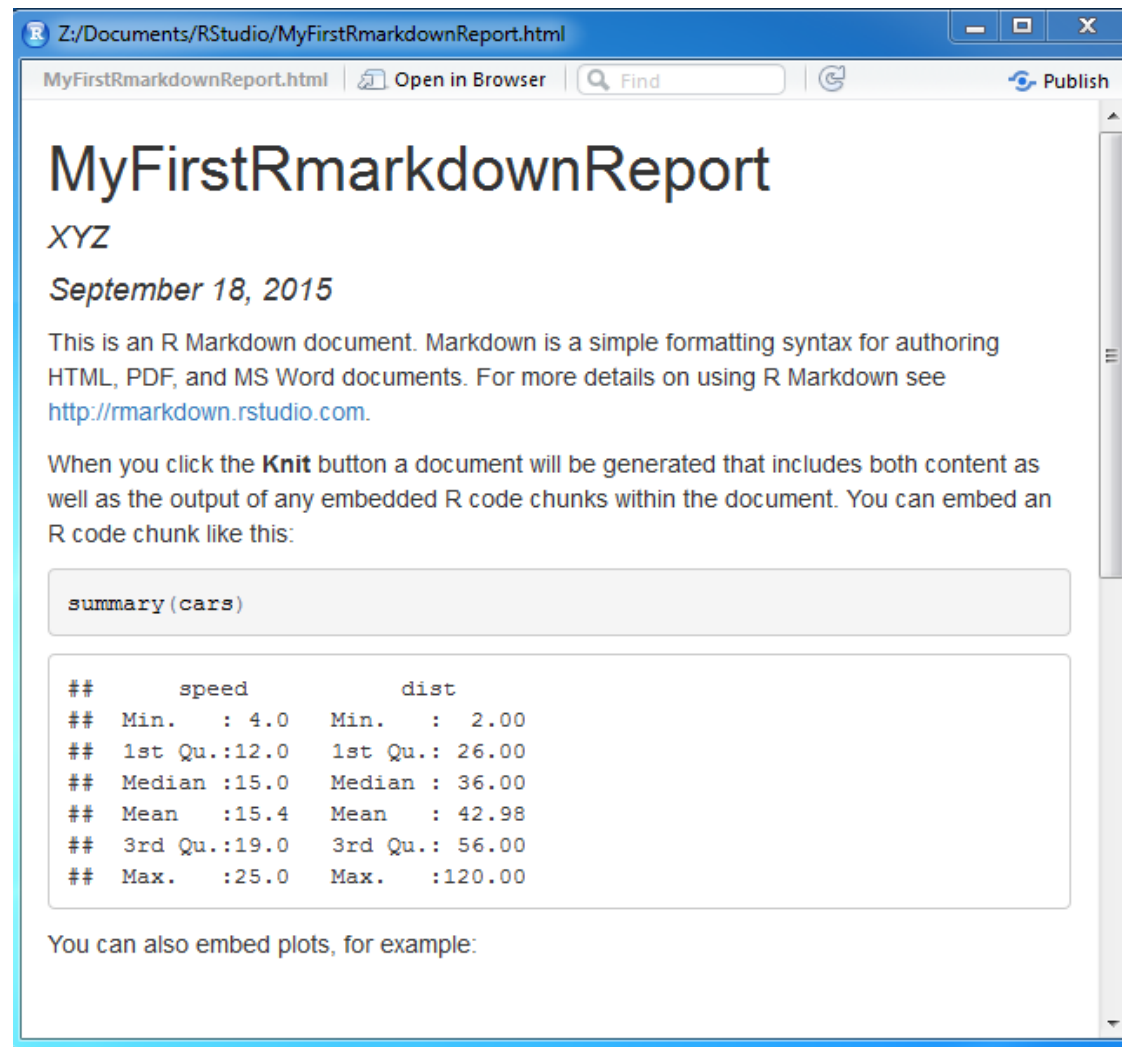 Z:/Documents/RStudio/MyFirstRmarkdownReport.html
MyFirstRmarkdownReport.html Open in Browser Find Publish
MyFirstRmarkdownReport
XYZ
September 18, 2015
This is an R Markdown document. Markdown is a simple formatting syntax for authoring
HTML, PDF, and MS Word documents. For more details on using R Markdown see
http://rmarkdown.rstudio.com.
When you click the Knit button a document will be generated that includes both content as
well as the output of any embedded R code chunks within the document. You can embed an
R code chunk like this:
summary(cars)
##      speed           dist
##  Min.   : 4.0   Min.   :  2.00
##  1st Qu.:12.0   1st Qu.: 26.00
##  Median :15.0   Median : 36.00
##  Mean   :15.4   Mean   : 42.98
##  3rd Qu.:19.0   3rd Qu.: 56.00
##  Max.   :25.0   Max.   :120.00
You can also embed plots, for example: